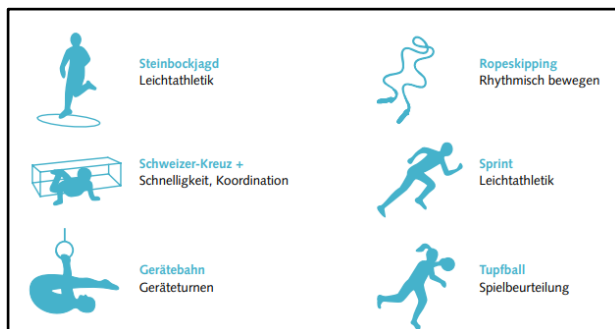 Steinbockjagd
Leichtathletik
Ropeskipping
Rhythmisch bewegen
Schweizer-Kreuz +
Schnelligkeit, Koordination
Sprint
Leichtathletik
Gerätebahn
Geräteturnen
Tupfball
Spielbeurteilung